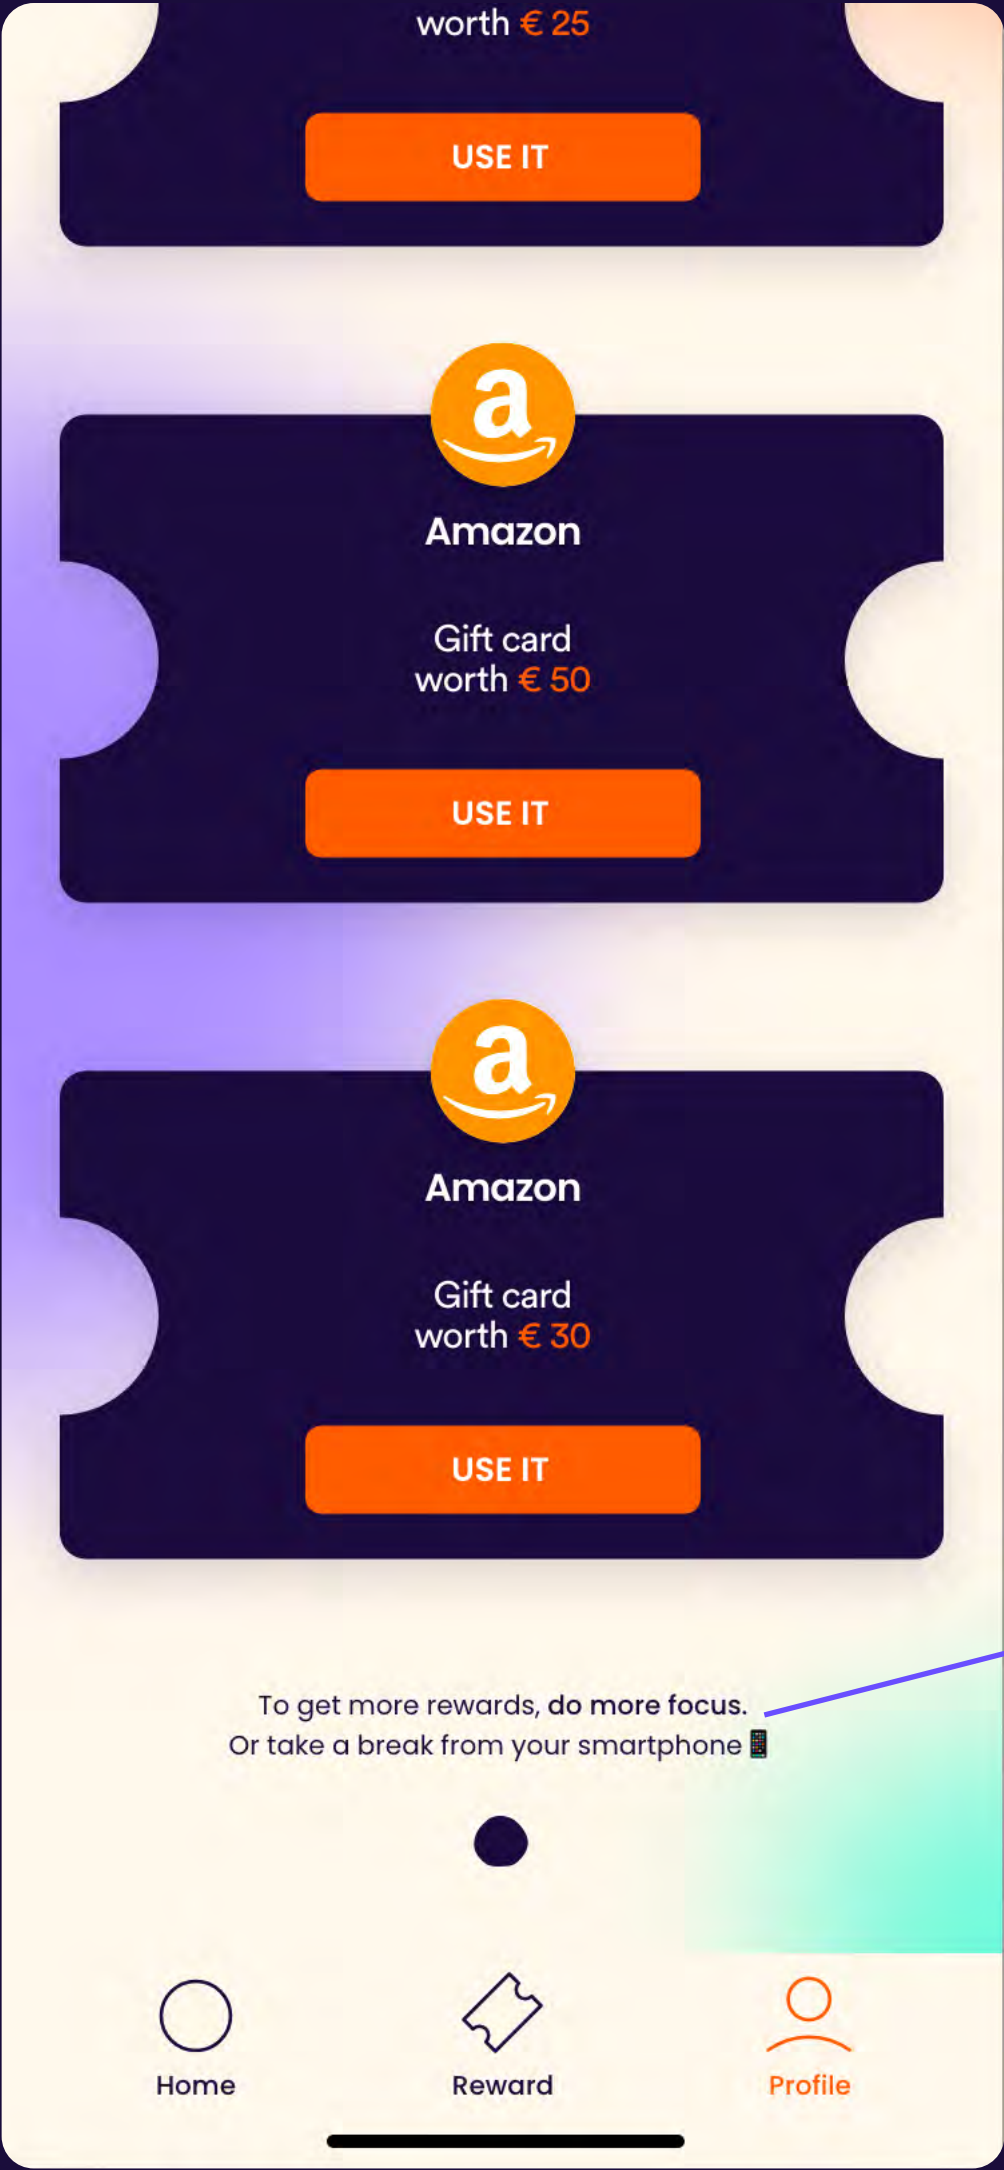 worth € 25
USE IT
a
Amazon
Gift card
worth € 50
USE IT
a
Amazon
Gift card
worth € 30
USE IT
To get more rewards, do more focus.
Or take a break from your smartphone📱
Home
Reward
Profile